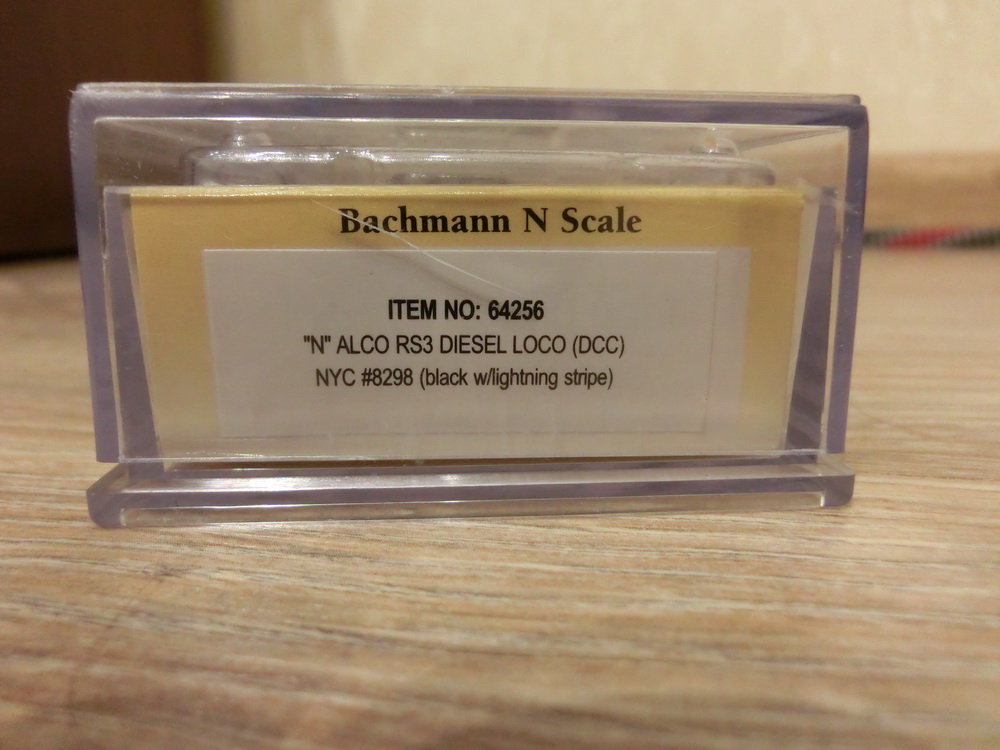 Bachmann N Scale
ITEM NO: 64256
"N" ALCO RS3 DIESEL LOCO (DCC)
NYC #8298 (black w/lightning stripe)